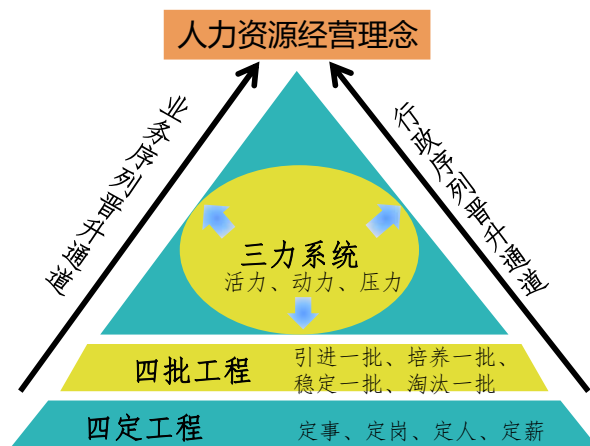 人力资源经营理念
业务序列晋升通道
行政序列晋升通道
三力系统
活力、动力、压力
四批工程
引进一批、培养一批、
稳定一批、淘汰一批
四定工程
定事、定岗、定人、定薪